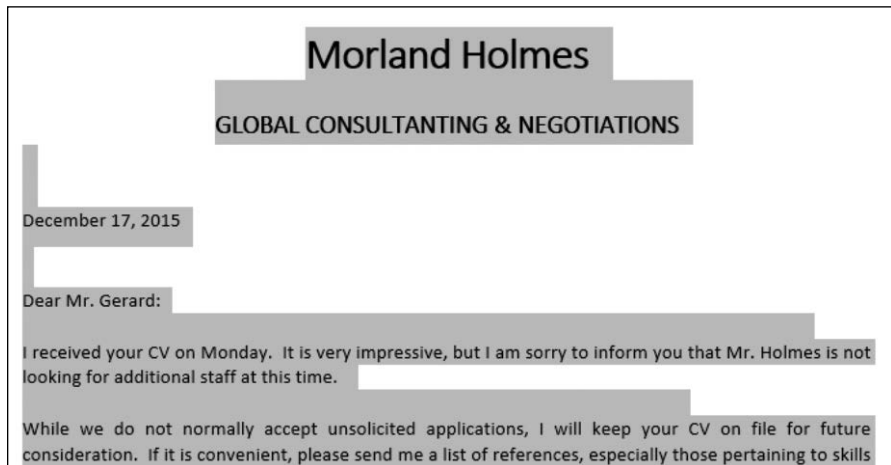 Morland Holmes
GLOBAL CONSULTANTING & NEGOTIATIONS
December 17, 2015
Dear Mr. Gerard:
I received your CV on Monday.  It is very impressive, but I am sorry to inform you that Mr. Holmes is not
looking for additional staff at this time.
While we do not normally accept unsolicited applications, I will keep your CV on file for future
consideration.  If it is convenient, please send me a list of references, especially those pertaining to skills